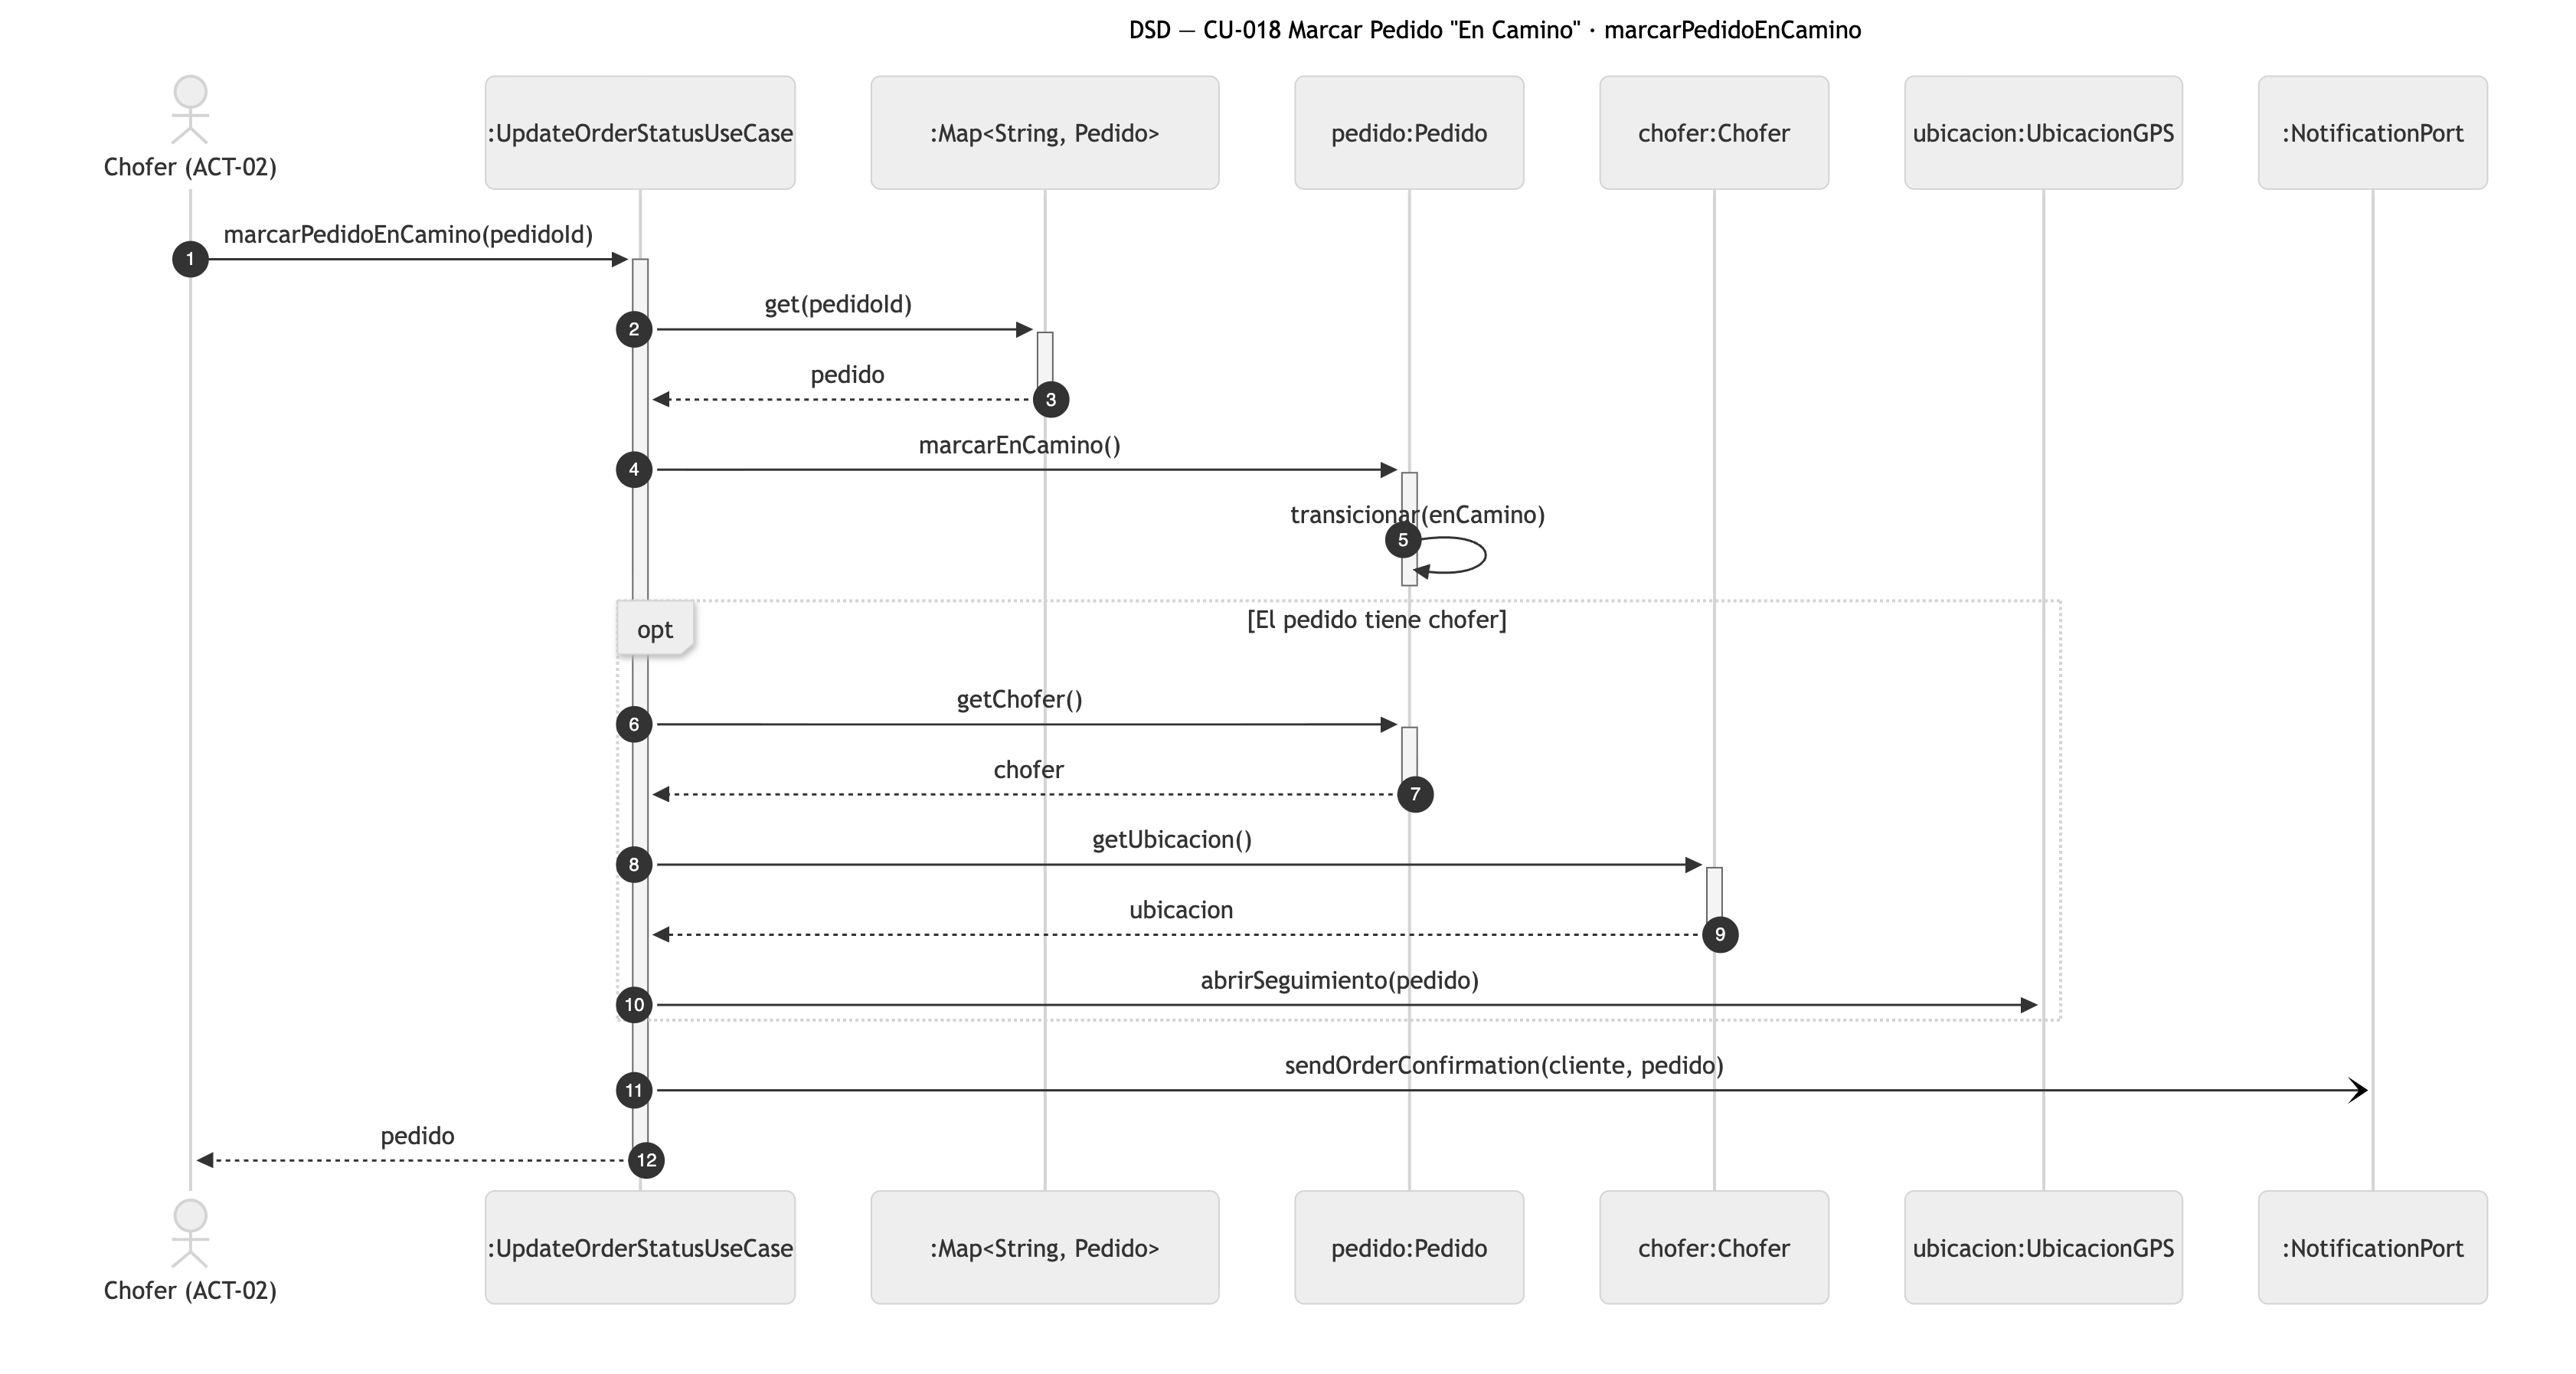 DSD — CU-018 Marcar Pedido "En Camino" · marcarPedidoEnCamino
Chofer (ACT-02)
:UpdateOrderStatusUseCase
:Map<String, Pedido>
pedido:Pedido
chofer:Chofer
ubicacion:UbicacionGPS
:NotificationPort
marcarPedidoEnCamino(pedidoId)
1
get(pedidoId)
2
pedido
3
marcarEnCamino()
4
transicionar(enCamino)
5
opt
[El pedido tiene chofer]
getChofer()
6
chofer
7
getUbicacion()
8
ubicacion
9
abrirSeguimiento(pedido)
10
sendOrderConfirmation(cliente, pedido)
11
pedido
12
Chofer (ACT-02)
:UpdateOrderStatusUseCase
:Map<String, Pedido>
pedido:Pedido
chofer:Chofer
ubicacion:UbicacionGPS
:NotificationPort